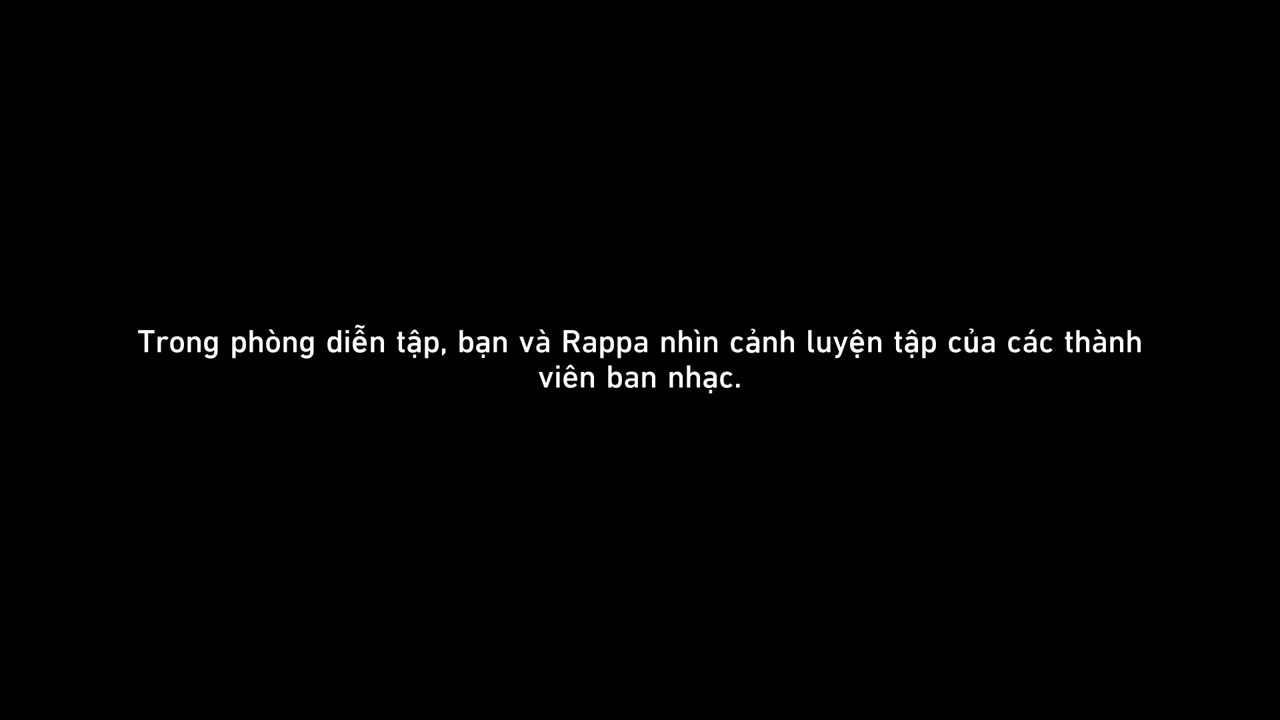 Trong phòng diễn tập, bạn và Rappa nhìn cảnh luyện tập của các thành
viên ban nhạc.